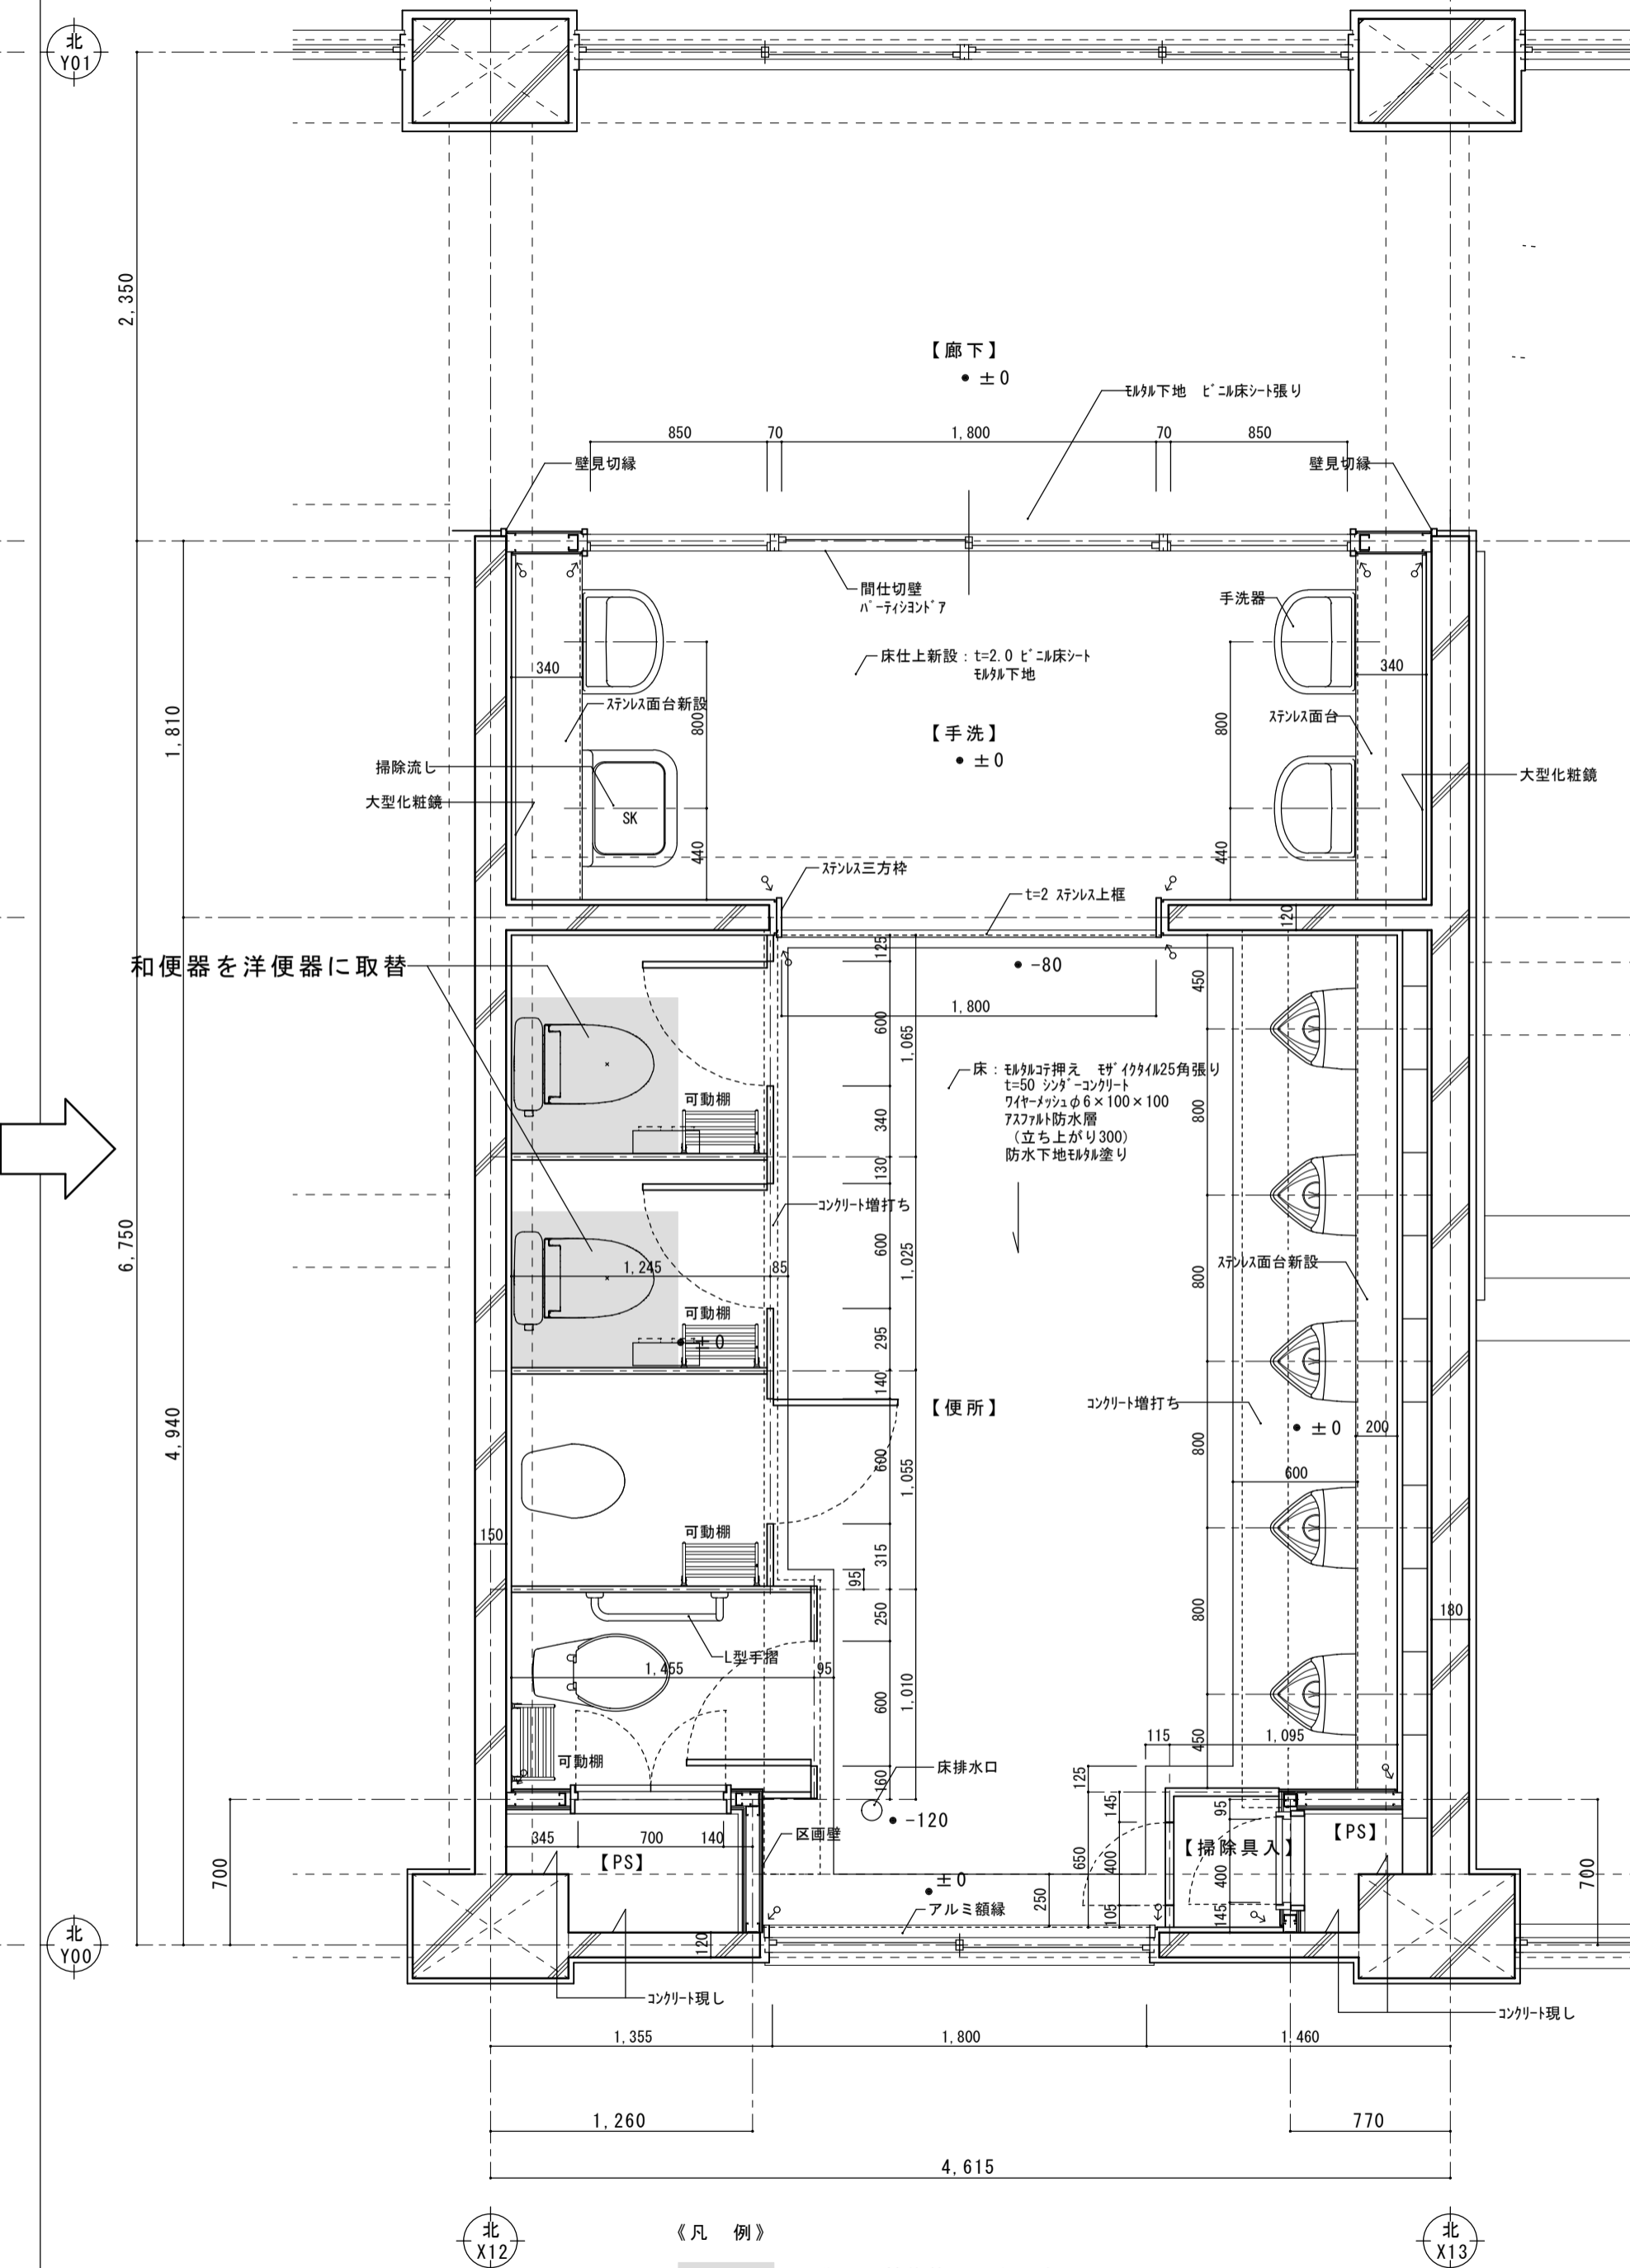 北
Y01
2,350
【廊下】
±0
モルタル下地 ビニル床シート張り
850
70
1,800
70
850
壁見切縁
壁見切縁
間仕切壁
パーティションドア
手洗器
床仕上新設：t=2.0 ビニル床シート
モルタル下地
340
340
ステンレス面台新設
800
【手洗】
±0
800
ステンレス面台
1,810
掃除流し
大型化粧鏡
大型化粧鏡
SK
440
440
ステンレス三方枠
t=2 ステンレス上框
120
和便器を洋便器に取替
125
-80
1,800
450
600
1,065
床：モルタルコテ押え モザイクタイル25角張り
t=50 シンダーコンクリート
ワイヤーメッシュφ6×100×100
アスファルト防水層
（立ち上がり300）
防水下地モルタル塗り
可動棚
340
800
130
コンクリート増打ち
6,750
600
1,025
1,245
85
ステンレス面台新設
800
可動棚
±0
295
140
【便所】
コンクリート増打ち
±0
200
4,940
600
1,055
800
600
150
可動棚
315
95
250
800
180
L型手摺
1,455
95
600
1,010
115
1,095
450
可動棚
160
床排水口
-120
125
145
95
区画壁
345
700
140
【PS】
【掃除具入】
【PS】
700
650
400
400
700
±0
250
105
145
アルミ額縁
北
Y00
120
コンクリート現し
コンクリート現し
1,355
1,800
1,460
1,260
770
4,615
北
X12
《凡 例》
北
X13